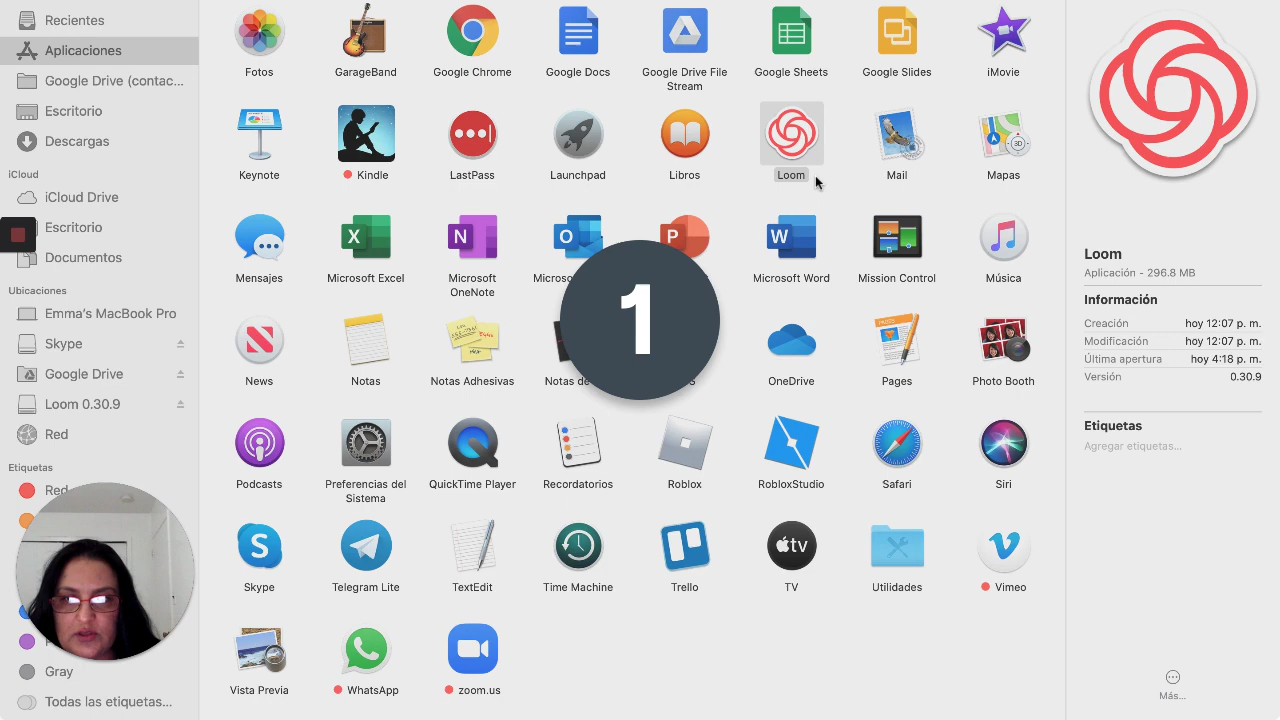 Recientes
Aplicaciones
Google Drive (contac...
Escritorio
Descargas
iCloud
iCloud Drive
Escritorio
Documentos
Ubicaciones
Emma's MacBook Pro
Skype
Google Drive
Loom 0.30.9
Red
Etiquetas
Red
Gray
Todas las etiquetas...
Fotos
GarageBand
Google Chrome
Google Docs
Google Drive File
Stream
Google Sheets
Google Slides
iMovie
Keynote
Kindle
LastPass
Launchpad
Libros
Loom
Mail
3D
Mapas
Mensajes
X
Microsoft Excel
N
Microsoft
OneNote
O
P
W
Microsoft Word
Mission Control
Música
1
News
Notas
Notas Adhesivas
OneDrive
Pages
Photo Booth
Podcasts
Preferencias del
Sistema
QuickTime Player
Recordatorios
Roblox
RobloxStudio
Safari
Siri
S
Skype
Telegram Lite
TextEdit
Time Machine
Trello
tv
TV
Utilidades
Vimeo
Vista Previa
WhatsApp
zoom.us
Loom
Aplicación - 296.8 MB
Información
Creación hoy 12:07 p. m.
Modificación hoy 12:07 p. m.
Última apertura hoy 4:18 p. m.
Versión 0.30.9
Etiquetas
Agregar etiquetas...
Más...